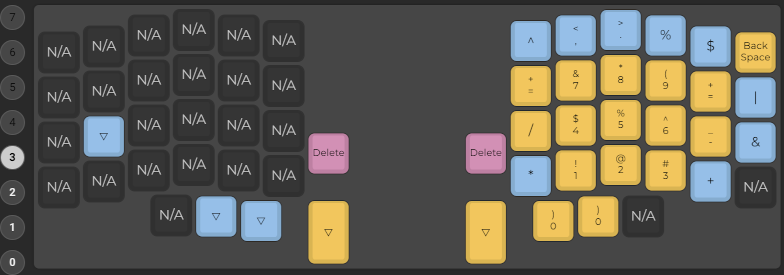 7
6
5
4
3
2
1
0
N/A N/A N/A N/A N/A N/A
N/A N/A N/A N/A N/A N/A
N/A ▽ N/A N/A N/A N/A
N/A N/A N/A N/A N/A N/A
Delete
N/A ▽ ▽ ▽
^ < > % $ Back
, . Space
+ & * ( + |
= 7 8 9 =
/ $ % ^ _ &
4 5 6 -
Delete
* ! @ # + N/A
1 2 3
▽ ) ) N/A
0 0